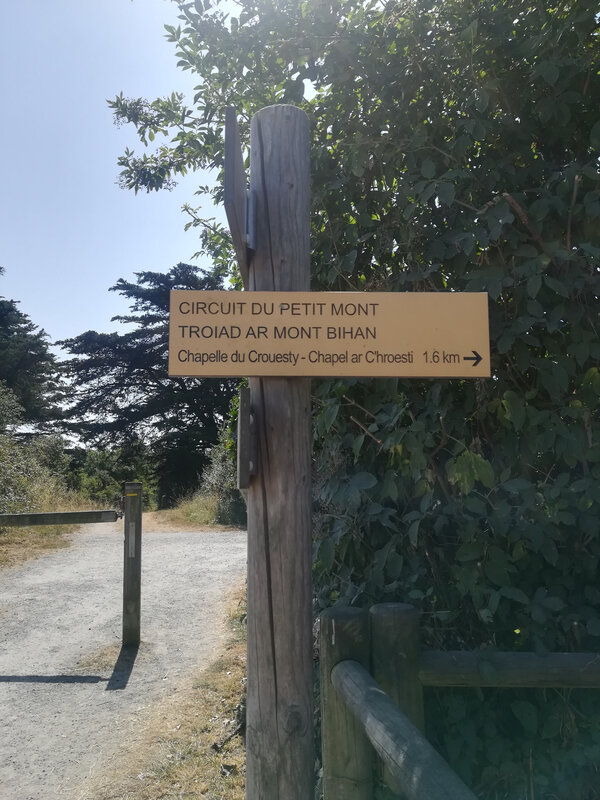 CIRCUIT DU PETIT MONT
TROIAD AR MONT BIHAN
Chapelle du Crouesty - Chapel ar C'hroesti 1.6 km →